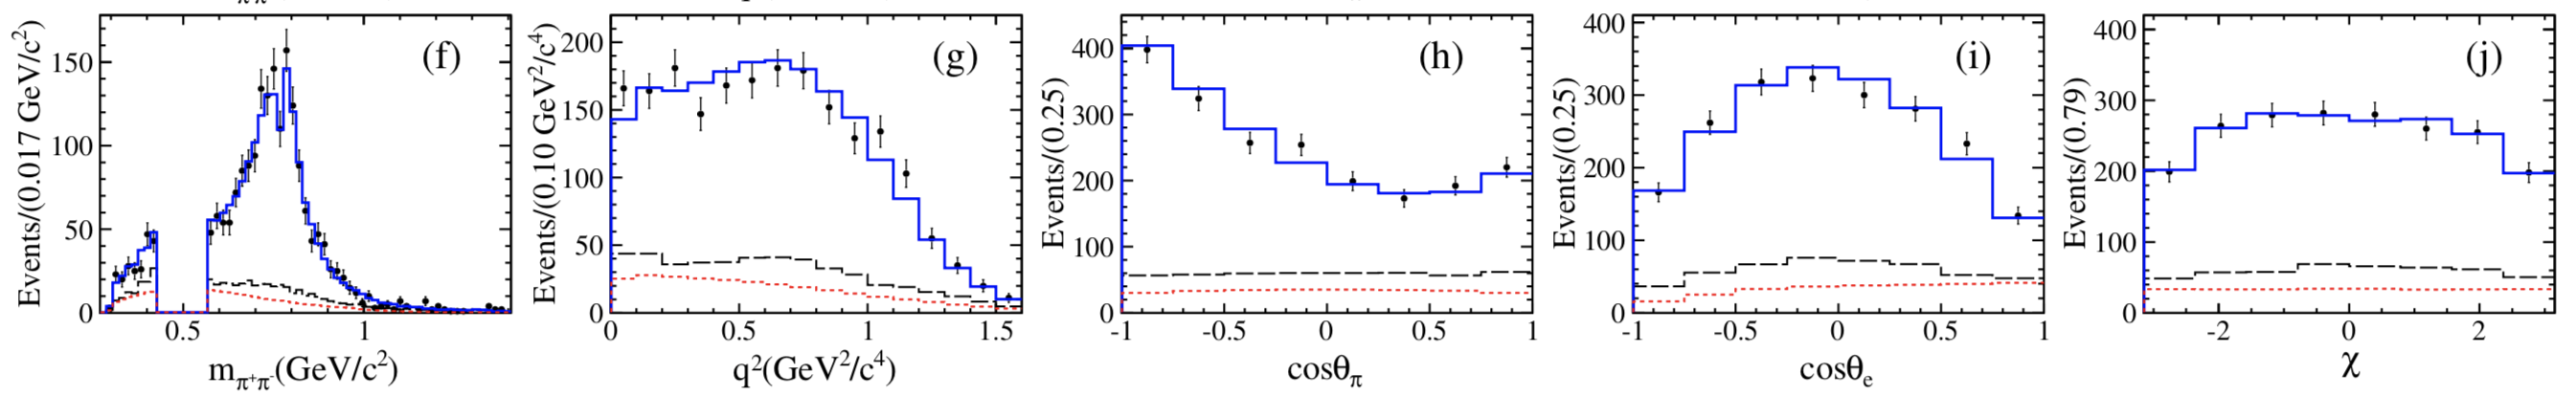 (f)
Events/(0.017 GeV/c²)
150
100
50
0
0.5
1
m_π⁺π⁻(GeV/c²)
(g)
Events/(0.10 GeV²/c⁴)
200
150
100
50
0
0
0.5
1
1.5
q²(GeV²/c⁴)
(h)
Events/(0.25)
400
300
200
100
0
-1
-0.5
0
0.5
1
cosθ_π
(i)
Events/(0.25)
400
300
200
100
0
-1
-0.5
0
0.5
1
cosθ_e
(j)
Events/(0.79)
400
300
200
100
0
-2
0
2
χ